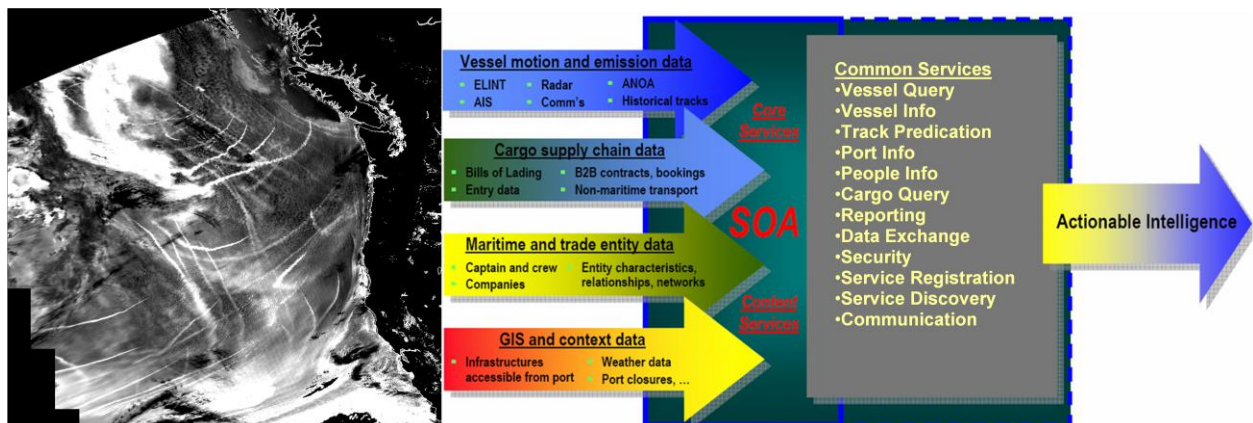 Vessel motion and emission data
ELINT
Radar
ANOA
AIS
Comm's
Historical tracks
Cargo supply chain data
Bills of Lading
B2B contracts, bookings
Entry data
Non-maritime transport
Maritime and trade entity data
Captain and crew
Entity characteristics,
relationships, networks
Companies
GIS and context data
Infrastructures
accessible from port
Weather data
Port closures, ...
Core
Services
SOA
Content
Services
Common Services
•Vessel Query
•Vessel Info
•Track Predication
•Port Info
•People Info
•Cargo Query
•Reporting
•Data Exchange
•Security
•Service Registration
•Service Discovery
•Communication
Actionable Intelligence